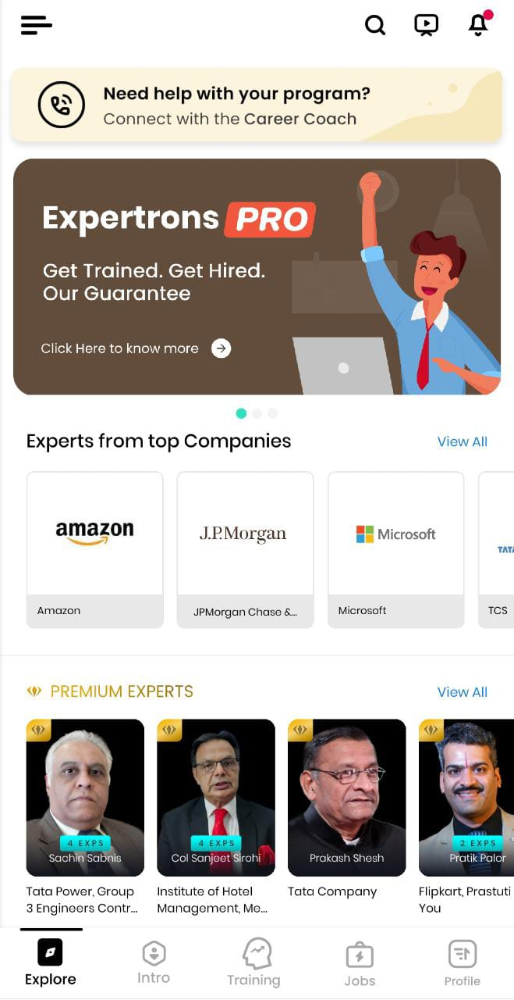 Need help with your program?
Connect with the Career Coach
Expertrons PRO
Get Trained. Get Hired.
Our Guarantee
Click Here to know more
Experts from top Companies
View All
amazon
J.P.Morgan
Microsoft
TATA
Amazon
JPMorgan Chase &...
Microsoft
TCS
PREMIUM EXPERTS
View All
4 EXPS
4 EXPS
2 EXPS
Sachin Sabnis
Col Sanjeet Sirohi
Prakash Shesh
Pratik Palor
Tata Power, Group
3 Engineers Contr...
Institute of Hotel
Management, Me...
Tata Company
Flipkart, Prastuti
You
Explore
Intro
Training
Jobs
Profile